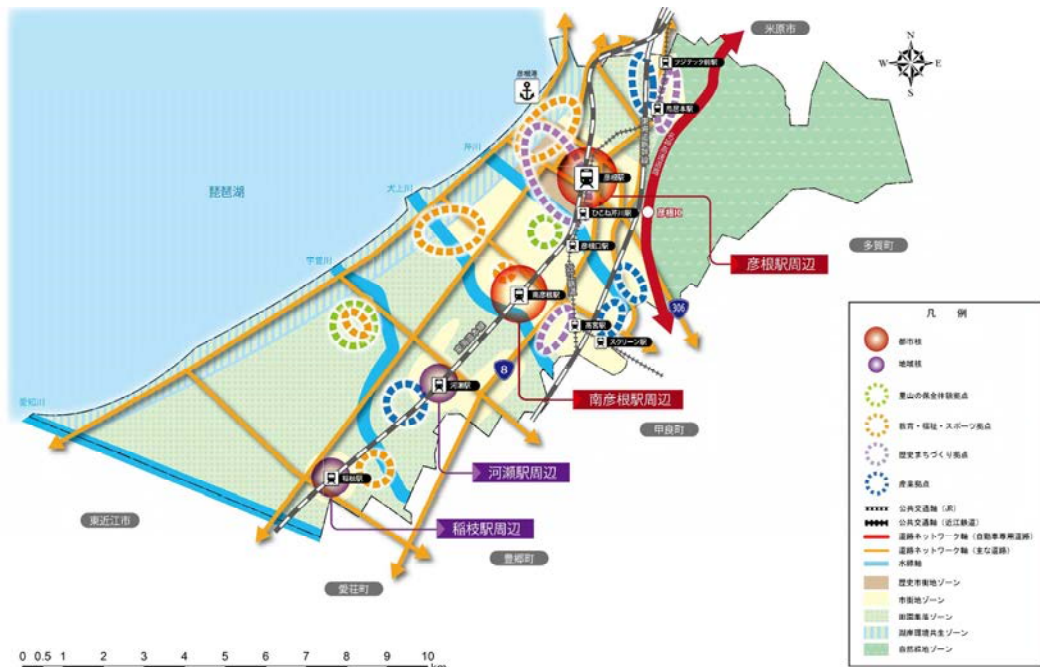 米原市
N
W
E
S
フジテック前駅
彦根港
鳥居本駅
芹川
彦根駅
犬上川
琵琶湖
ひこね芹川駅
彦根IC
彦根口駅
多賀町
宇曽川
彦根駅周辺
南彦根駅
306
高宮駅
スクリーン駅
8
河瀬駅
南彦根駅周辺
愛知川
甲良町
河瀬駅周辺
稲枝駅
東近江市
稲枝駅周辺
豊郷町
愛荘町
凡 例
都市核
地域核
里山の保全体験拠点
教育・福祉・スポーツ拠点
歴史まちづくり拠点
産業拠点
公共交通軸(JR)
公共交通軸(近江鉄道)
道路ネットワーク軸(自動車専用道路)
道路ネットワーク軸(主な道路)
水緑軸
歴史市街地ゾーン
市街地ゾーン
田園集落ゾーン
湖岸環境共生ゾーン
自然緑地ゾーン
0 0.5 1 2 3 4 5 6 7 8 9 10
km